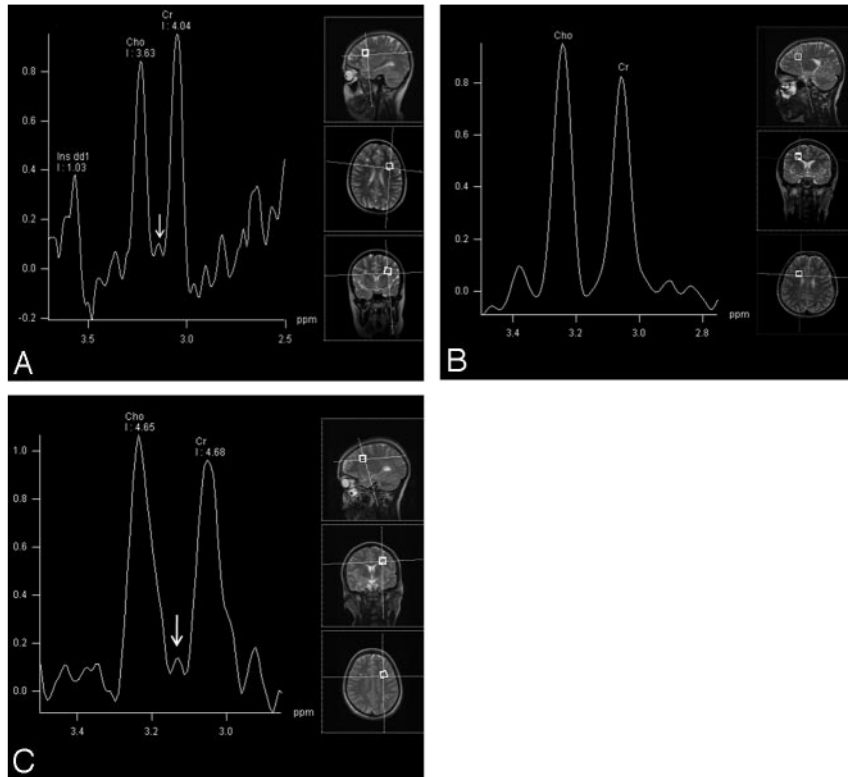 Cr
I : 4.04
Cho
I : 3.63
Ins dd1
I : 1.03
0.8
0.6
0.4
0.2
0.0
-0.2
3.5
3.0
2.5
ppm
A
Cho
Cr
0.8
0.6
0.4
0.2
0.0
3.4
3.2
3.0
2.8
ppm
B
Cho
I : 4.65
Cr
I : 4.68
1.0
0.8
0.6
0.4
0.2
0.0
3.4
3.2
3.0
ppm
C